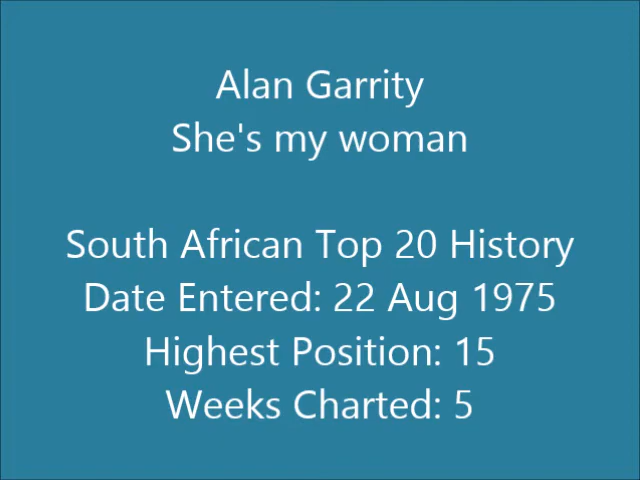 Alan Garrity
She's my woman
South African Top 20 History
Date Entered: 22 Aug 1975
Highest Position: 15
Weeks Charted: 5